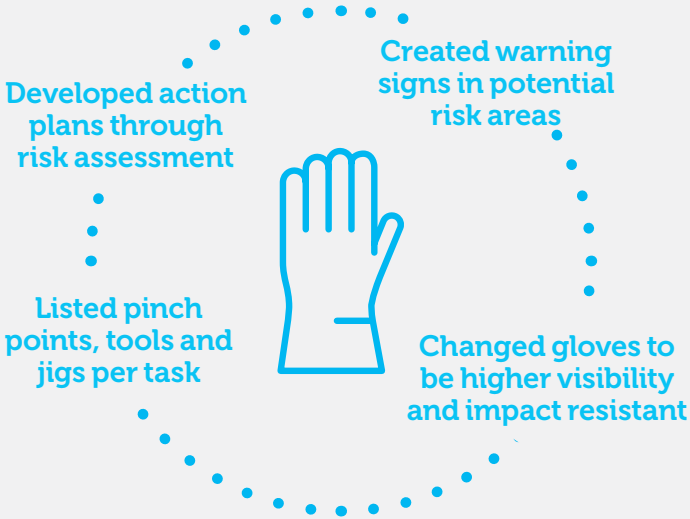 Developed action
plans through
risk assessment
Created warning
signs in potential
risk areas
Listed pinch
points, tools and
jigs per task
Changed gloves to
be higher visibility
and impact resistant